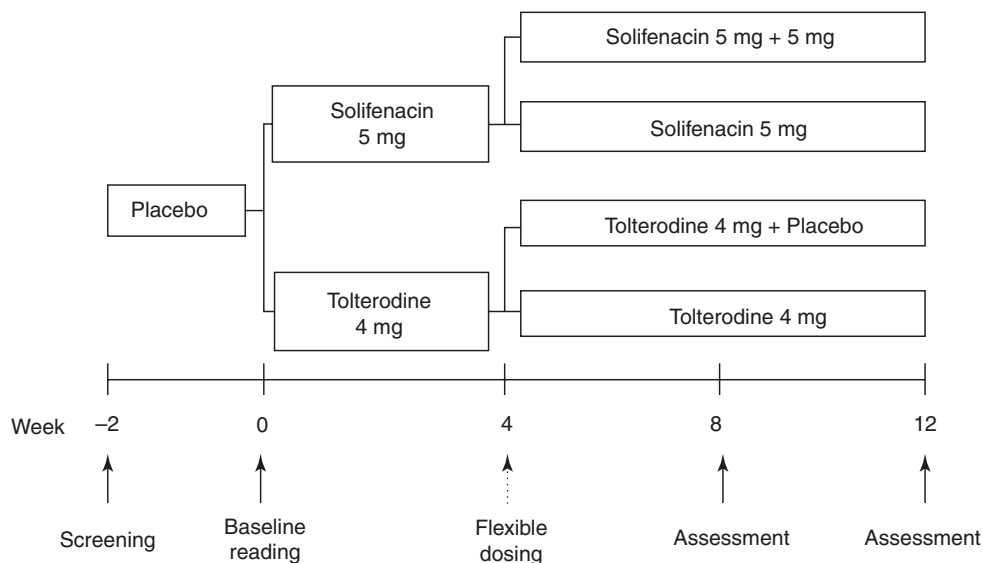 Solifenacin 5 mg + 5 mg
Solifenacin
5 mg
Solifenacin 5 mg
Placebo
Tolterodine 4 mg + Placebo
Tolterodine
4 mg
Tolterodine 4 mg
Week –2 0 4 8 12
Screening
Baseline
reading
Flexible
dosing
Assessment
Assessment